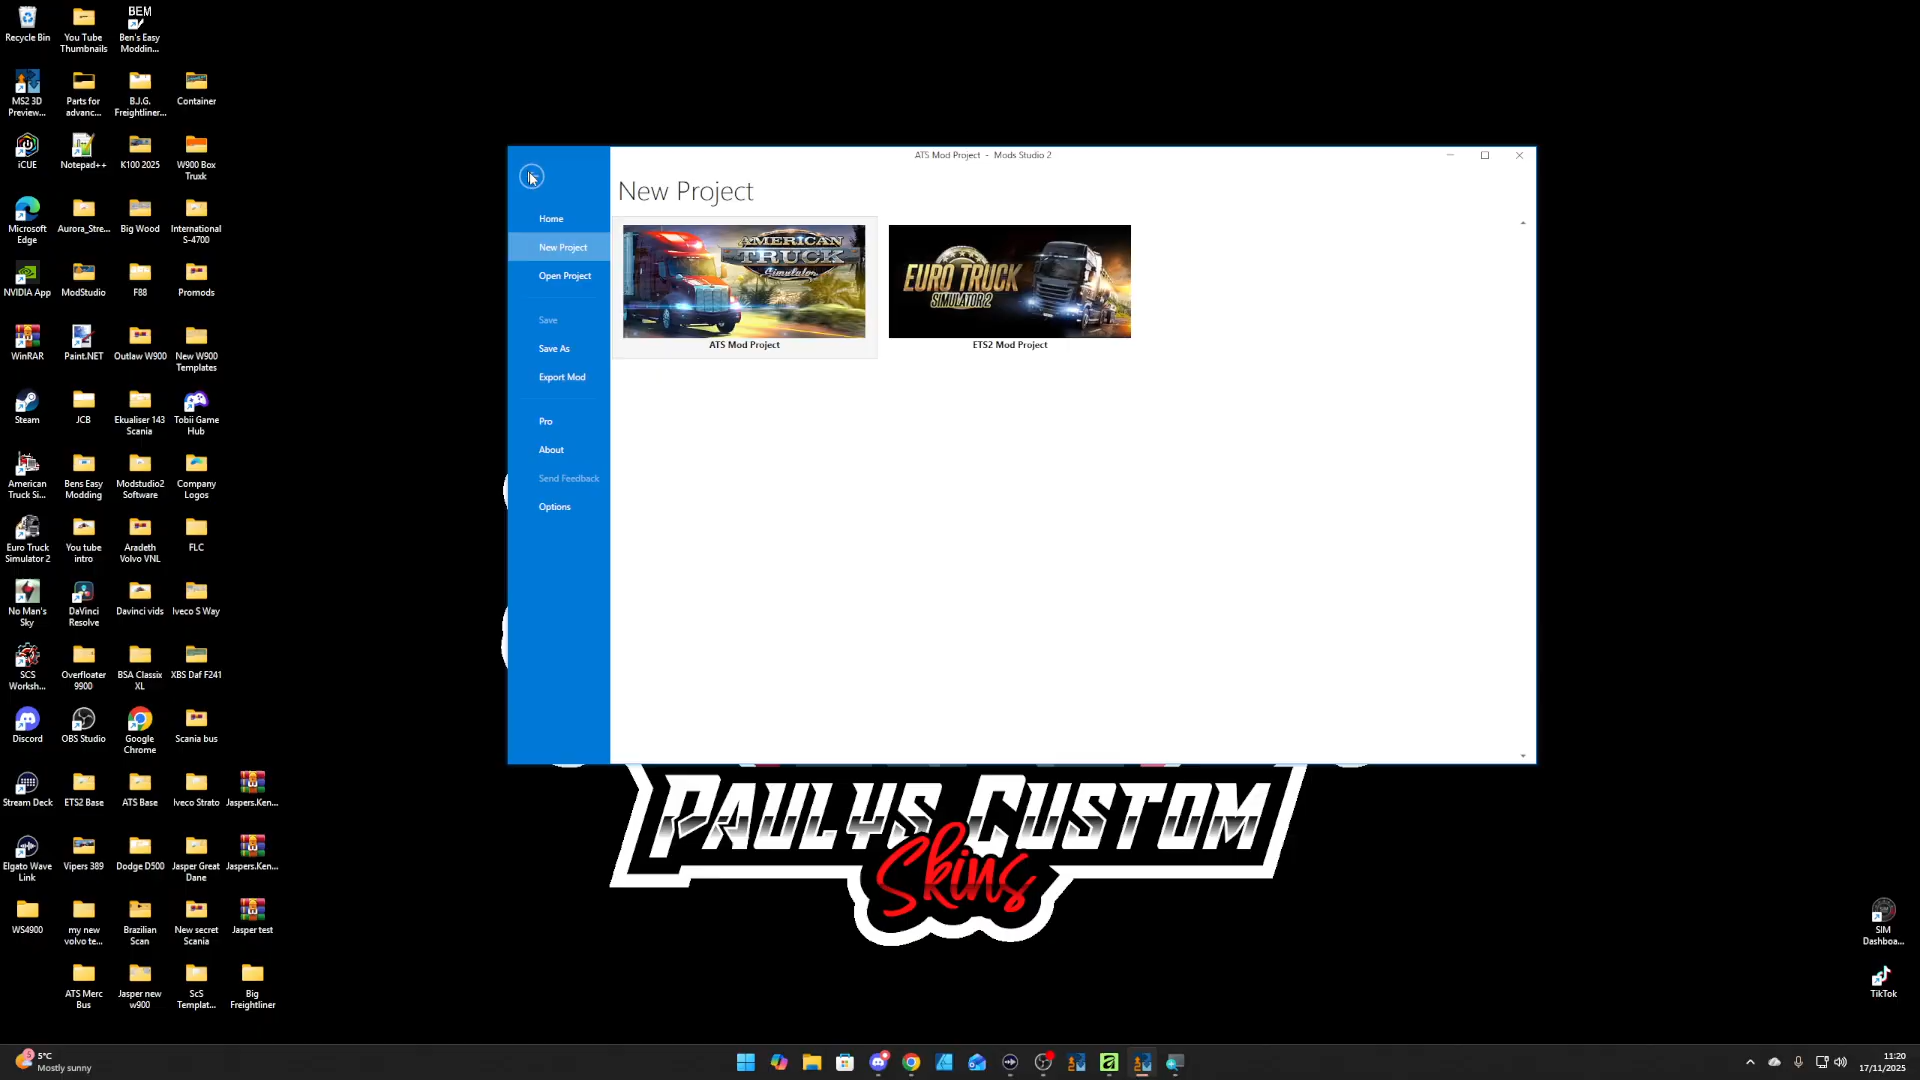 Recycle Bin
You Tube
Thumbnails
BEM
Ben's Easy
Moddin...
MS2 3D
Preview...
Parts for
advanc...
B.J.G.
Freightliner...
Container
iCUE
Notepad++
K100 2025
W900 Box
Truxk
Microsoft
Edge
Aurora_Stre...
Big Wood
International
S-4700
NVIDIA App
ModStudio
F88
Promods
WinRAR
Paint.NET
Outlaw W900
New W900
Templates
Steam
JCB
Ekualiser 143
Scania
Tobii Game
Hub
American
Truck Si...
Bens Easy
Modding
Modstudio2
Software
Company
Logos
Euro Truck
Simulator 2
You tube
intro
Aradeth
Volvo VNL
FLC
No Man's
Sky
DaVinci
Resolve
Davinci vids
Iveco S Way
SCS
Worksh...
Overfloater
9900
BSA Classix
XL
XBS Daf F241
Discord
OBS Studio
Google
Chrome
Scania bus
Stream Deck
ETS2 Base
ATS Base
Iveco Strato
Jaspers.Ken...
Elgato Wave
Link
Vipers 389
Dodge D500
Jasper Great
Dane
Jaspers.Ken...
WS4900
my new
volvo te...
Brazilian
Scan
New secret
Scania
Jasper test
ATS Merc
Bus
Jasper new
w900
ScS
Templat...
Big
Freightliner
ATS Mod Project - Mods Studio 2
New Project
Home
New Project
Open Project
Save
Save As
Export Mod
Pro
About
Send Feedback
Options
AMERICAN
TRUCK
Simulator
ATS Mod Project
EURO TRUCK
SIMULATOR 2
ETS2 Mod Project
PAULYS CUSTOM
Skins
SIM
Dashboa...
TikTok
5°C
Mostly sunny
11:20
17/11/2025